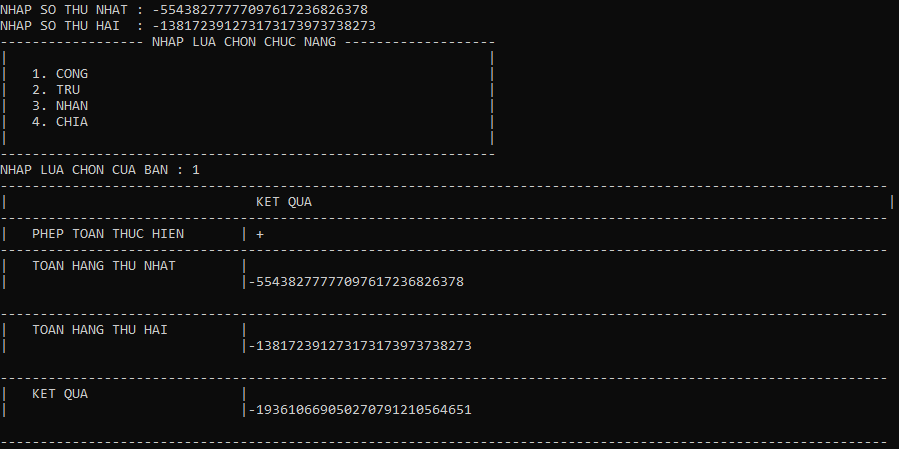 NHAP SO THU NHAT : -55438277777097617236826378
NHAP SO THU HAI  : -138172391273173173973738273
------------------ NHAP LUA CHON CHUC NANG -------------------
|                                                            |
|   1. CONG                                                  |
|   2. TRU                                                   |
|   3. NHAN                                                  |
|   4. CHIA                                                  |
|                                                            |
--------------------------------------------------------------
NHAP LUA CHON CUA BAN : 1
---------------------------------------------------------------------------------------------------------------
|                               KET QUA                                                                        |
---------------------------------------------------------------------------------------------------------------
|   PHEP TOAN THUC HIEN       | +
---------------------------------------------------------------------------------------------------------------
|   TOAN HANG THU NHAT        |
|                             |-55438277777097617236826378
---------------------------------------------------------------------------------------------------------------
|   TOAN HANG THU HAI         |
|                             |-138172391273173173973738273
---------------------------------------------------------------------------------------------------------------
|   KET QUA                   |
|                             |-193610669050270791210564651
---------------------------------------------------------------------------------------------------------------